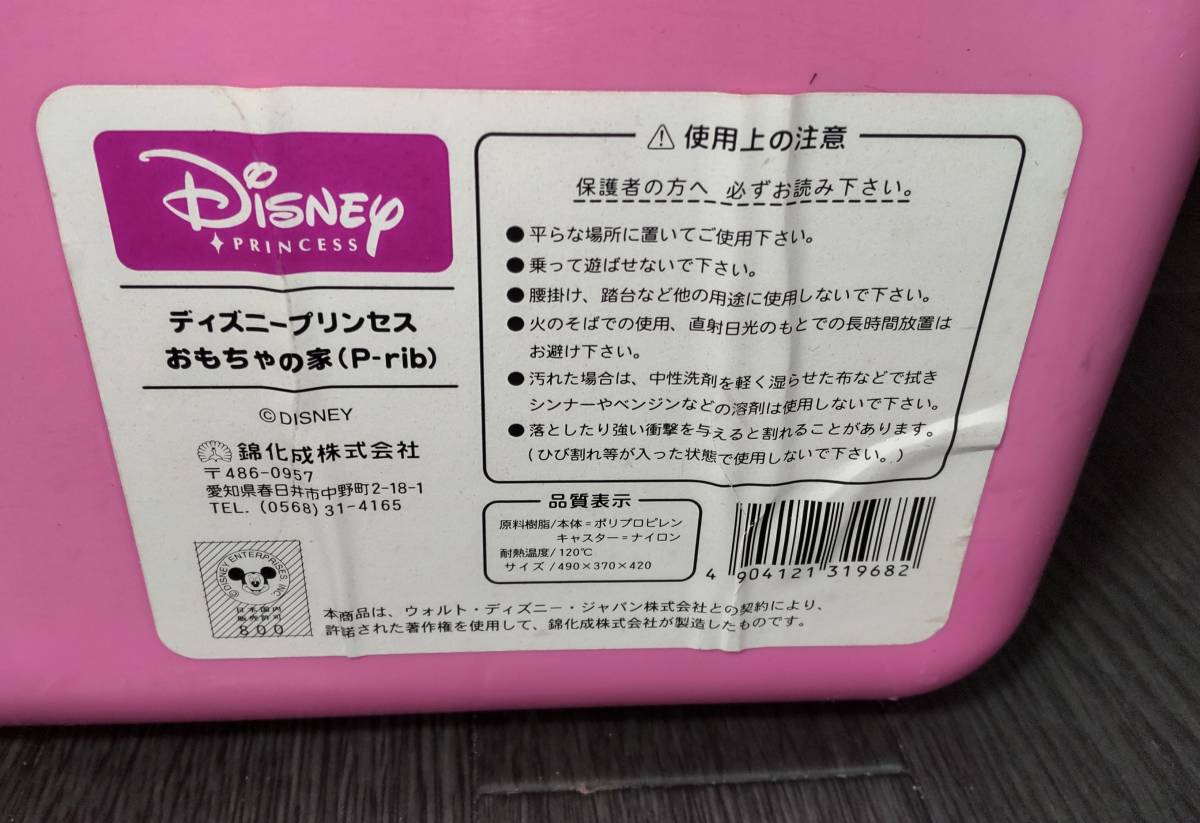 Disney
PRINCESS
ディズニープリンセス
おもちゃの家(P-rib)
©DISNEY
錦化成株式会社
〒486-0957
愛知県春日井市中野町2-18-1
TEL. (0568) 31-4165
© DISNEY ENTERPRISES, INC.
日本国内
販売許可
800
⚠ 使用上の注意
保護者の方へ 必ずお読み下さい。
●平らな場所に置いてご使用下さい。
●乗って遊ばせないで下さい。
●腰掛け、踏台など他の用途に使用しないで下さい。
●火のそばでの使用、直射日光のもとでの長時間放置は
お避け下さい。
●汚れた場合は、中性洗剤を軽く湿らせた布などで拭き
シンナーやベンジンなどの溶剤は使用しないで下さい。
●落としたり強い衝撃を与えると割れることがあります。
(ひび割れ等が入った状態で使用しないで下さい。)
品質表示
原料樹脂/本体=ポリプロピレン
キャスター=ナイロン
耐熱温度/120℃
サイズ/490×370×420
4 904121 319682
本商品は、ウォルト・ディズニー・ジャパン株式会社との契約により、
許諾された著作権を使用して、錦化成株式会社が製造したものです。